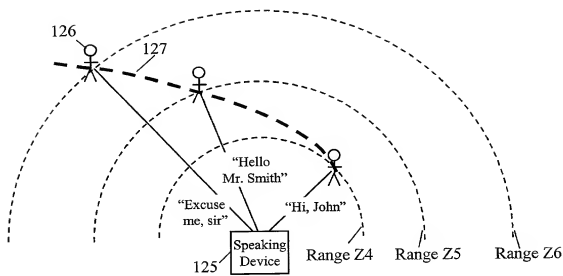 126
127
“Hello
Mr. Smith”
“Excuse
me, sir”
“Hi, John”
Speaking
Device
125
Range Z4
Range Z5
Range Z6